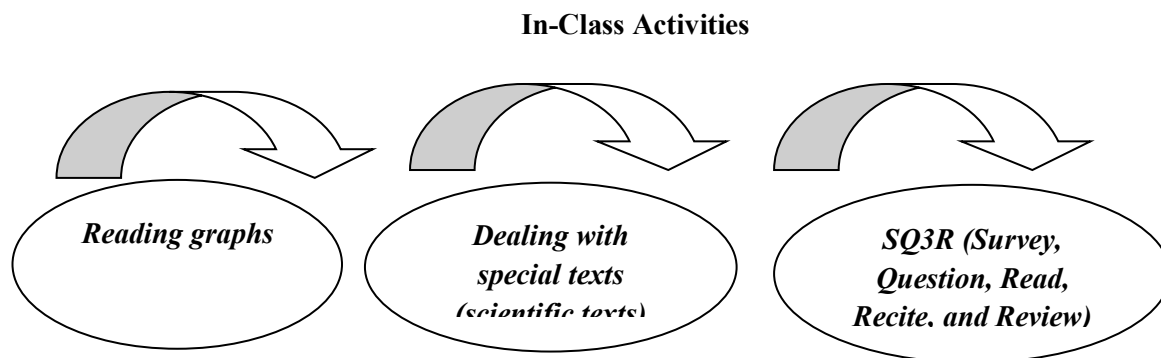 In-Class Activities
Reading graphs
Dealing with
special texts
(scientific texts)
SQ3R (Survey,
Question, Read,
Recite, and Review)